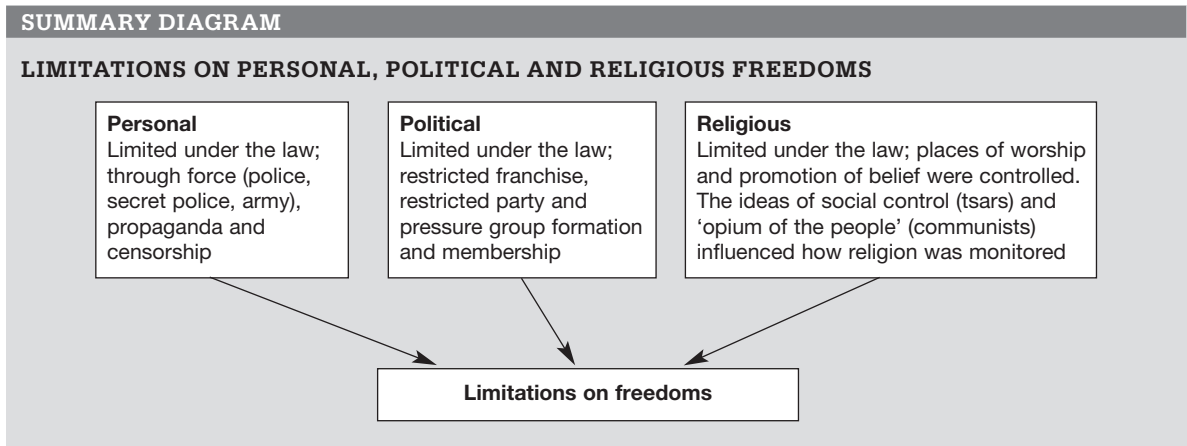 SUMMARY DIAGRAM
LIMITATIONS ON PERSONAL, POLITICAL AND RELIGIOUS FREEDOMS
Personal
Limited under the law;
through force (police,
secret police, army),
propaganda and
censorship
Political
Limited under the law;
restricted franchise,
restricted party and
pressure group formation
and membership
Religious
Limited under the law; places of worship
and promotion of belief were controlled.
The ideas of social control (tsars) and
‘opium of the people’ (communists)
influenced how religion was monitored
Limitations on freedoms